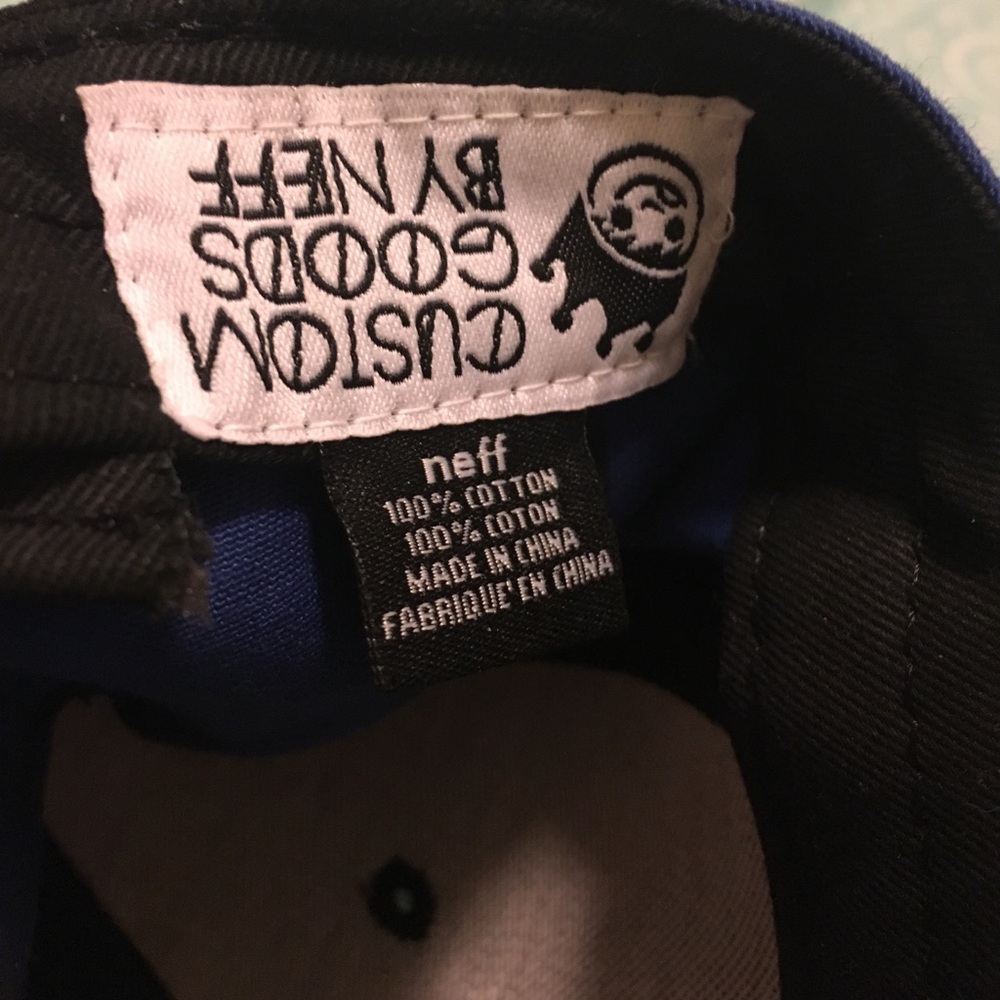 CUSTOM
GOODS
BY NEFF
neff
100% COTTON
100% COTON
MADE IN CHINA
FABRIQUE' EN CHINA